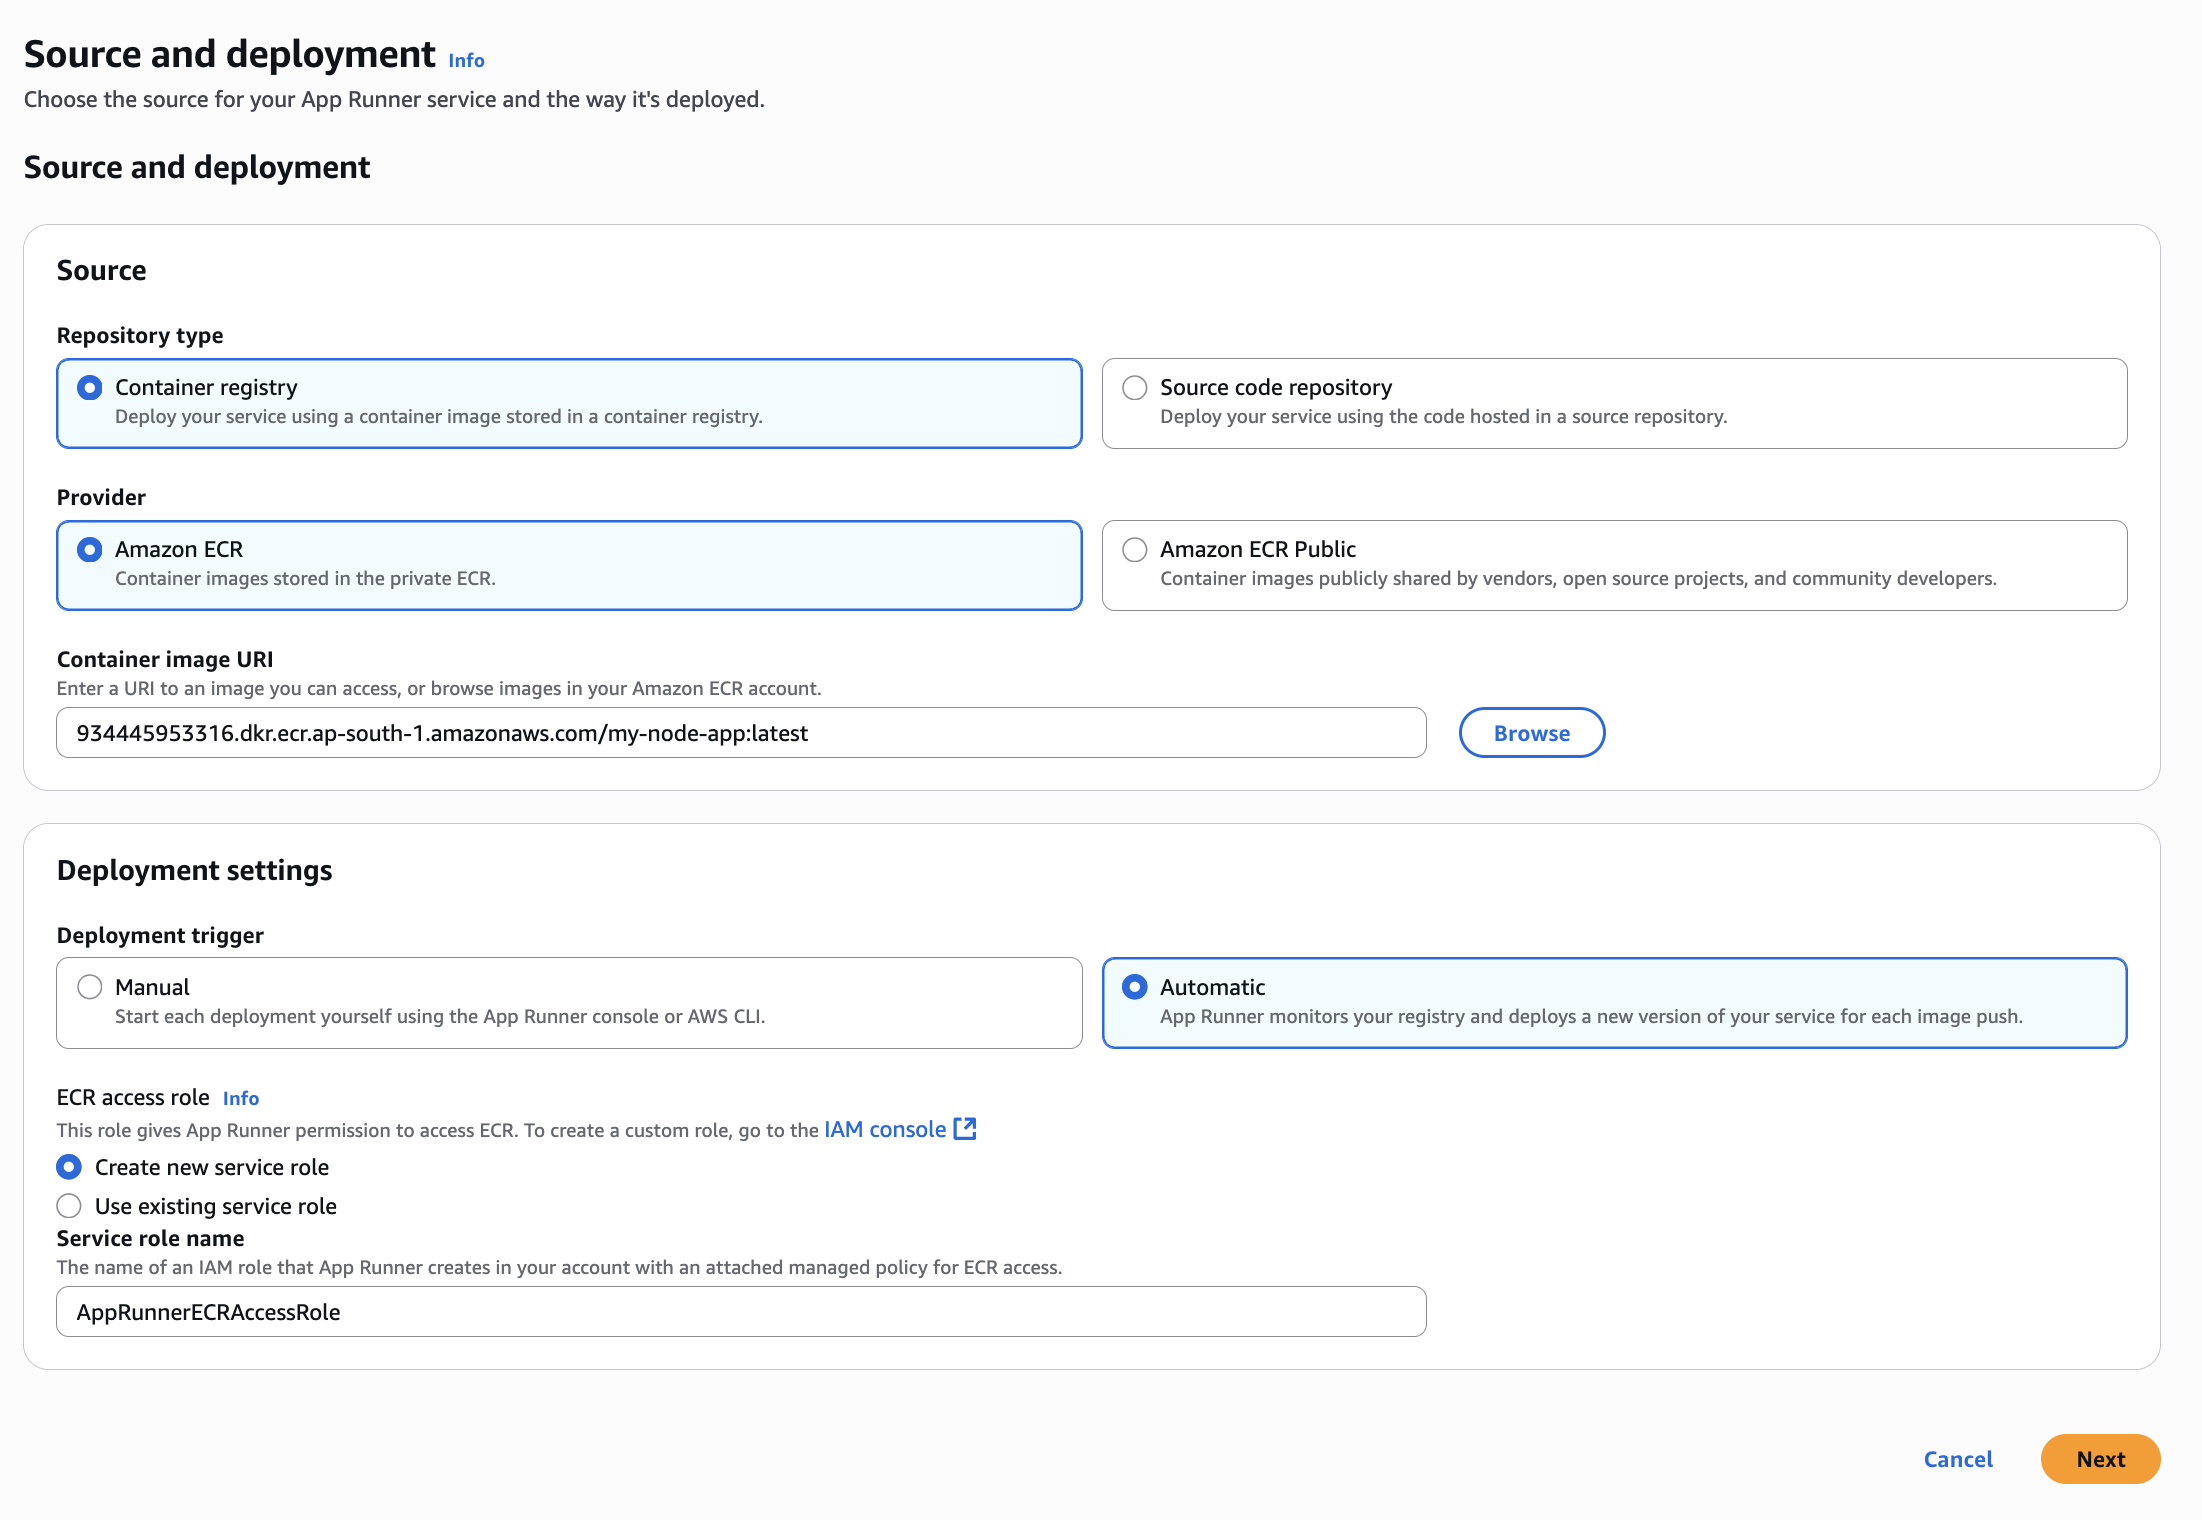 Source and deployment Info
Choose the source for your App Runner service and the way it's deployed.
Source and deployment
Source
Repository type
Container registry
Deploy your service using a container image stored in a container registry.
Source code repository
Deploy your service using the code hosted in a source repository.
Provider
Amazon ECR
Container images stored in the private ECR.
Amazon ECR Public
Container images publicly shared by vendors, open source projects, and community developers.
Container image URI
Enter a URI to an image you can access, or browse images in your Amazon ECR account.
934445953316.dkr.ecr.ap-south-1.amazonaws.com/my-node-app:latest
Browse
Deployment settings
Deployment trigger
Manual
Start each deployment yourself using the App Runner console or AWS CLI.
Automatic
App Runner monitors your registry and deploys a new version of your service for each image push.
ECR access role Info
This role gives App Runner permission to access ECR. To create a custom role, go to the IAM console
Create new service role
Use existing service role
Service role name
The name of an IAM role that App Runner creates in your account with an attached managed policy for ECR access.
AppRunnerECRAccessRole
Cancel
Next